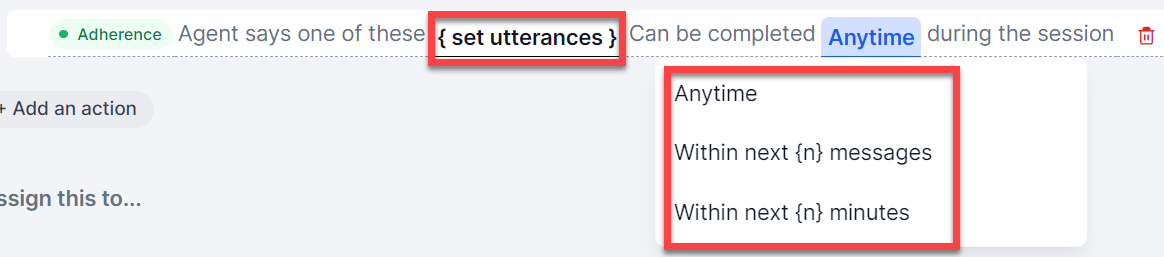 Adherence Agent says one of these { set utterances } Can be completed Anytime during the session
Anytime
+ Add an action
Within next {n} messages
ssign this to...
Within next {n} minutes